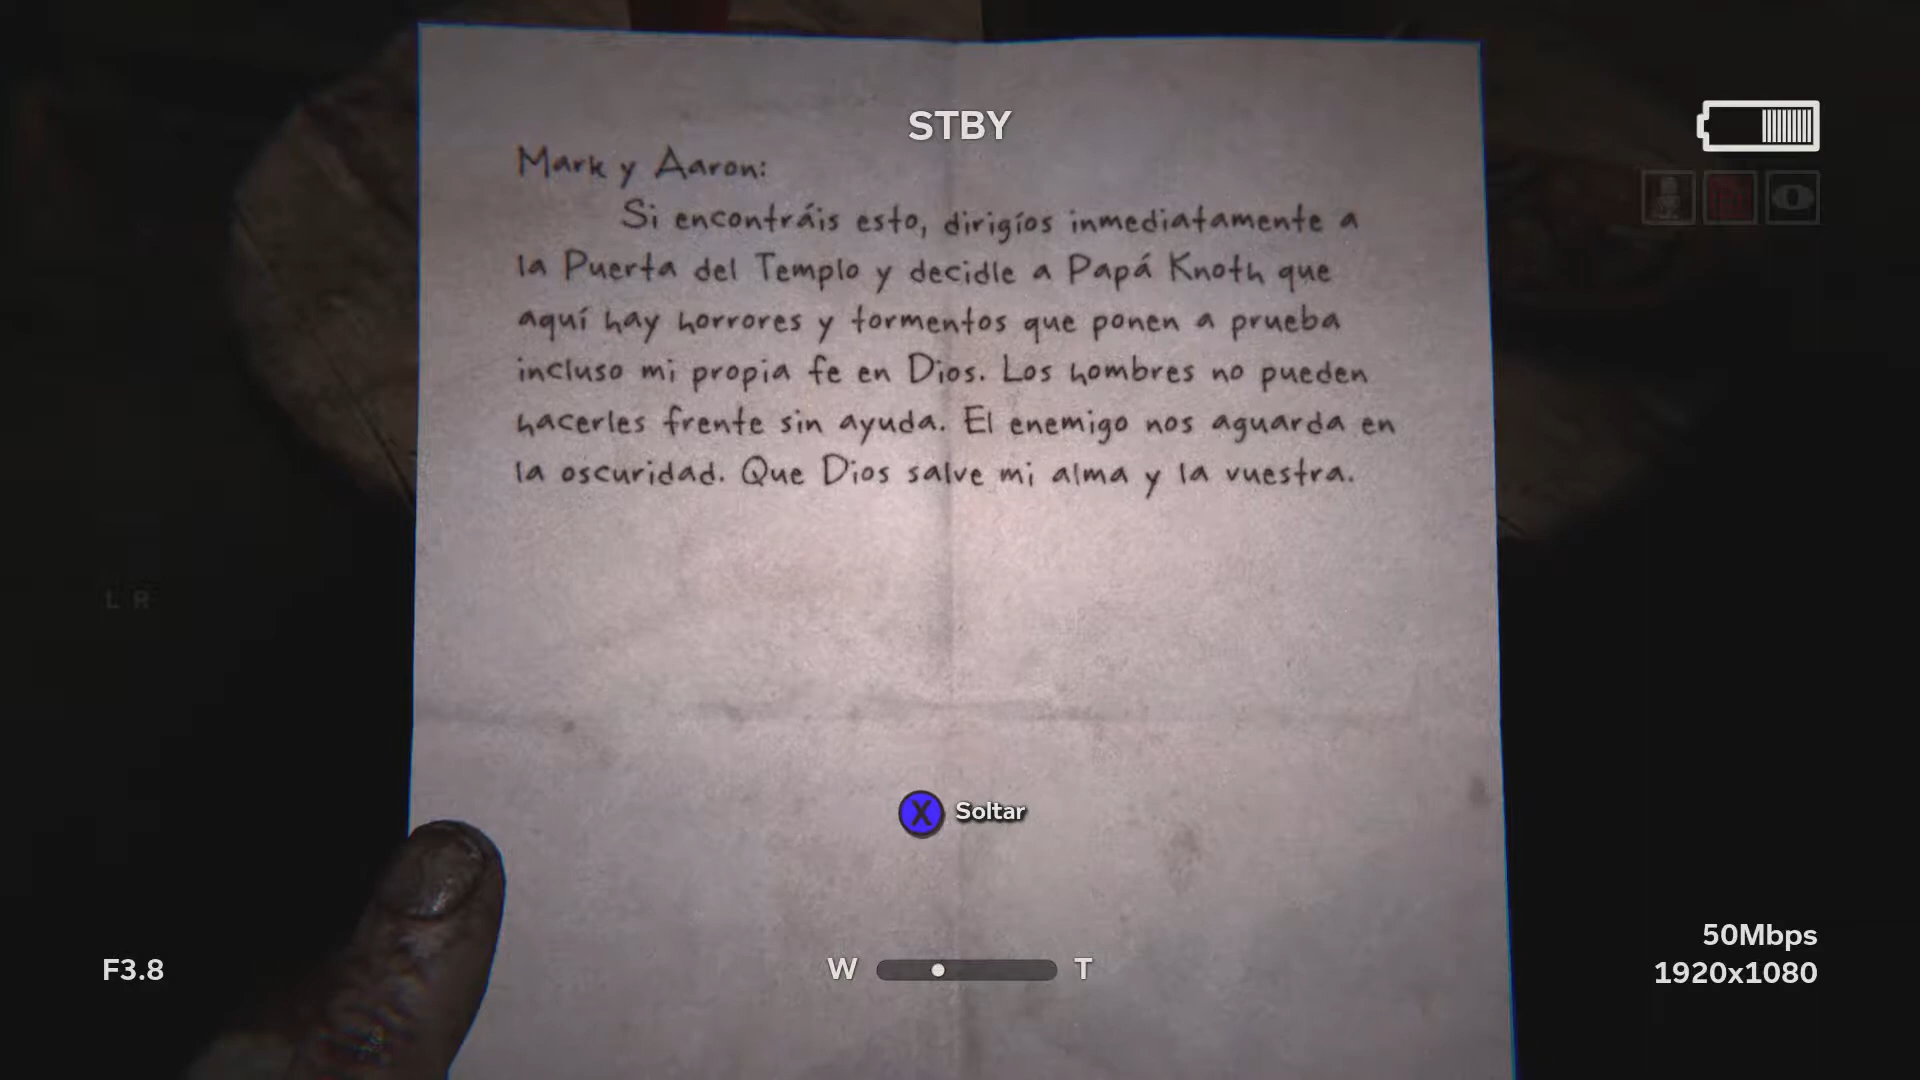 STBY
Mark y Aaron:
Si encontráis esto, dirigíos inmediatamente a
la Puerta del Templo y decidle a Papá Knoth que
aquí hay horrores y tormentos que ponen a prueba
incluso mi propia fe en Dios. Los hombres no pueden
hacerles frente sin ayuda. El enemigo nos aguarda en
la oscuridad. Que Dios salve mi alma y la vuestra.
L R
X Soltar
50Mbps
F3.8
W T
1920x1080